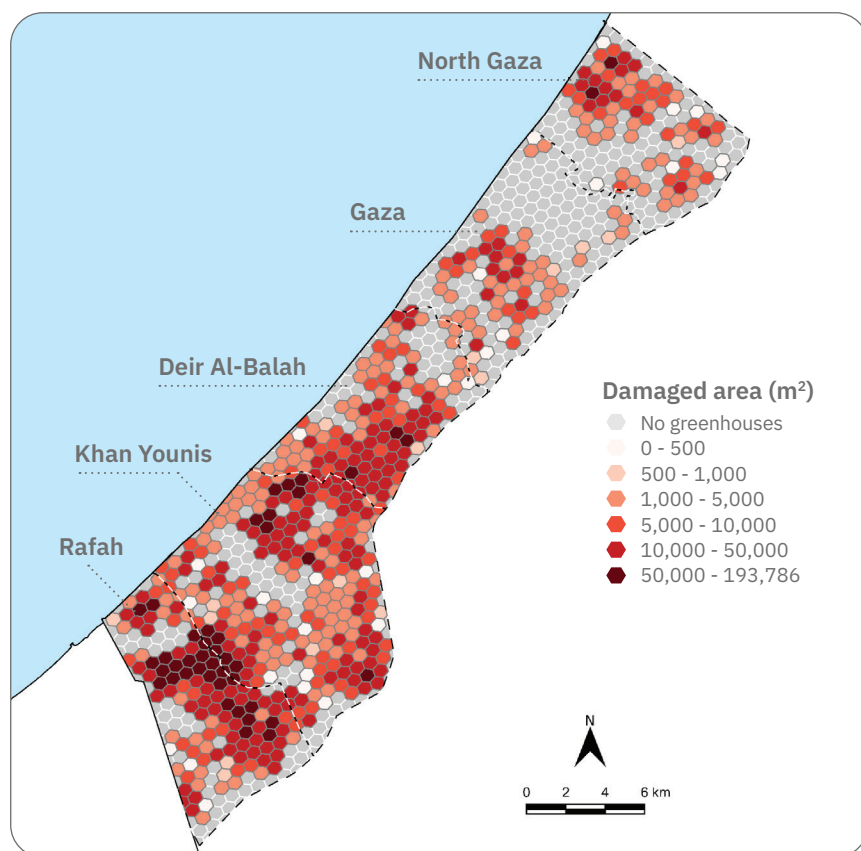 North Gaza
Gaza
Deir Al-Balah
Khan Younis
Rafah
Damaged area (m²)
No greenhouses
0 - 500
500 - 1,000
1,000 - 5,000
5,000 - 10,000
10,000 - 50,000
50,000 - 193,786
N
0 2 4 6 km